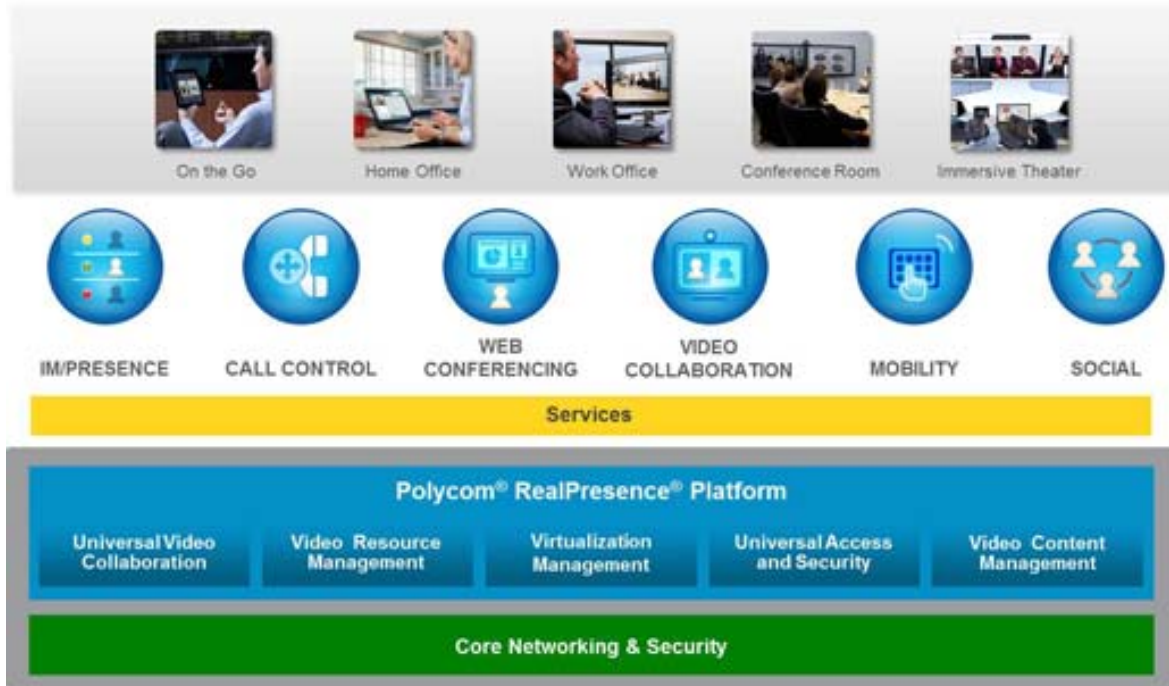 On the Go
Home Office
Work Office
Conference Room
Immersive Theater
IM/PRESENCE
CALL CONTROL
WEB
CONFERENCING
VIDEO
COLLABORATION
MOBILITY
SOCIAL
Services
Polycom® RealPresence® Platform
Universal Video
Collaboration
Video Resource
Management
Virtualization
Management
Universal Access
and Security
Video Content
Management
Core Networking & Security